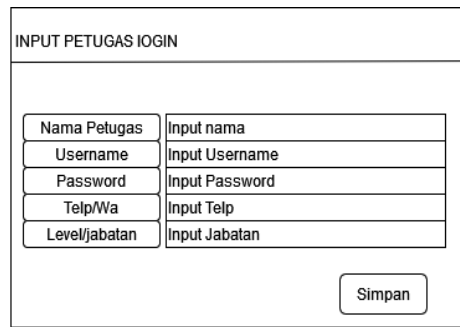 INPUT PETUGAS lOGIN
Nama Petugas Input nama
Username Input Username
Password Input Password
Telp/Wa Input Telp
Level/jabatan Input Jabatan
Simpan